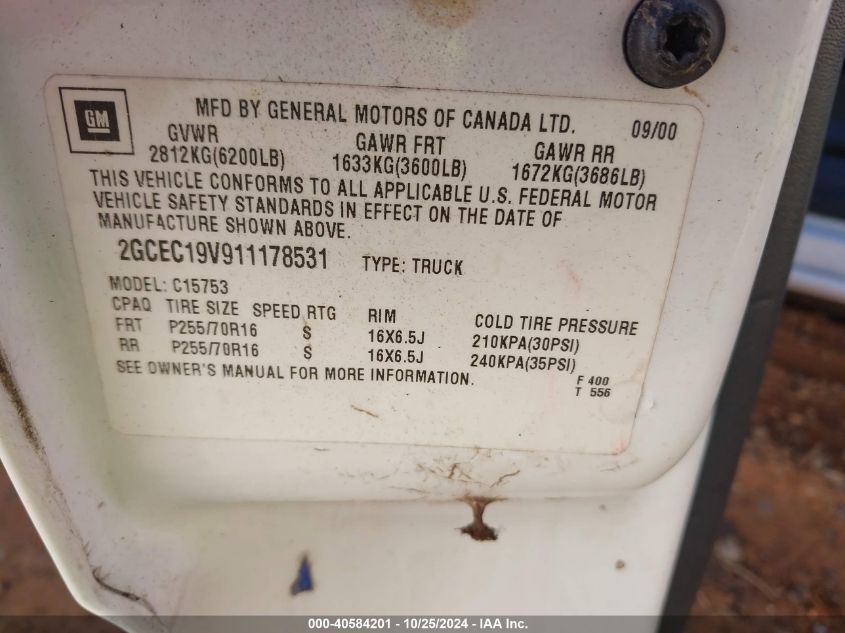 GM
MFD BY GENERAL MOTORS OF CANADA LTD. 09/00
GVWR GAWR FRT GAWR RR
2812KG(6200LB) 1633KG(3600LB) 1672KG(3686LB)
THIS VEHICLE CONFORMS TO ALL APPLICABLE U.S. FEDERAL MOTOR
VEHICLE SAFETY STANDARDS IN EFFECT ON THE DATE OF
MANUFACTURE SHOWN ABOVE.
2GCEC19V911178531 TYPE: TRUCK
MODEL: C15753
CPAQ TIRE SIZE SPEED RTG RIM COLD TIRE PRESSURE
FRT P255/70R16 S 16X6.5J 210KPA(30PSI)
RR P255/70R16 S 16X6.5J 240KPA(35PSI)
SEE OWNER'S MANUAL FOR MORE INFORMATION.
F 400
T 556
000-40584201 - 10/25/2024 - IAA Inc.